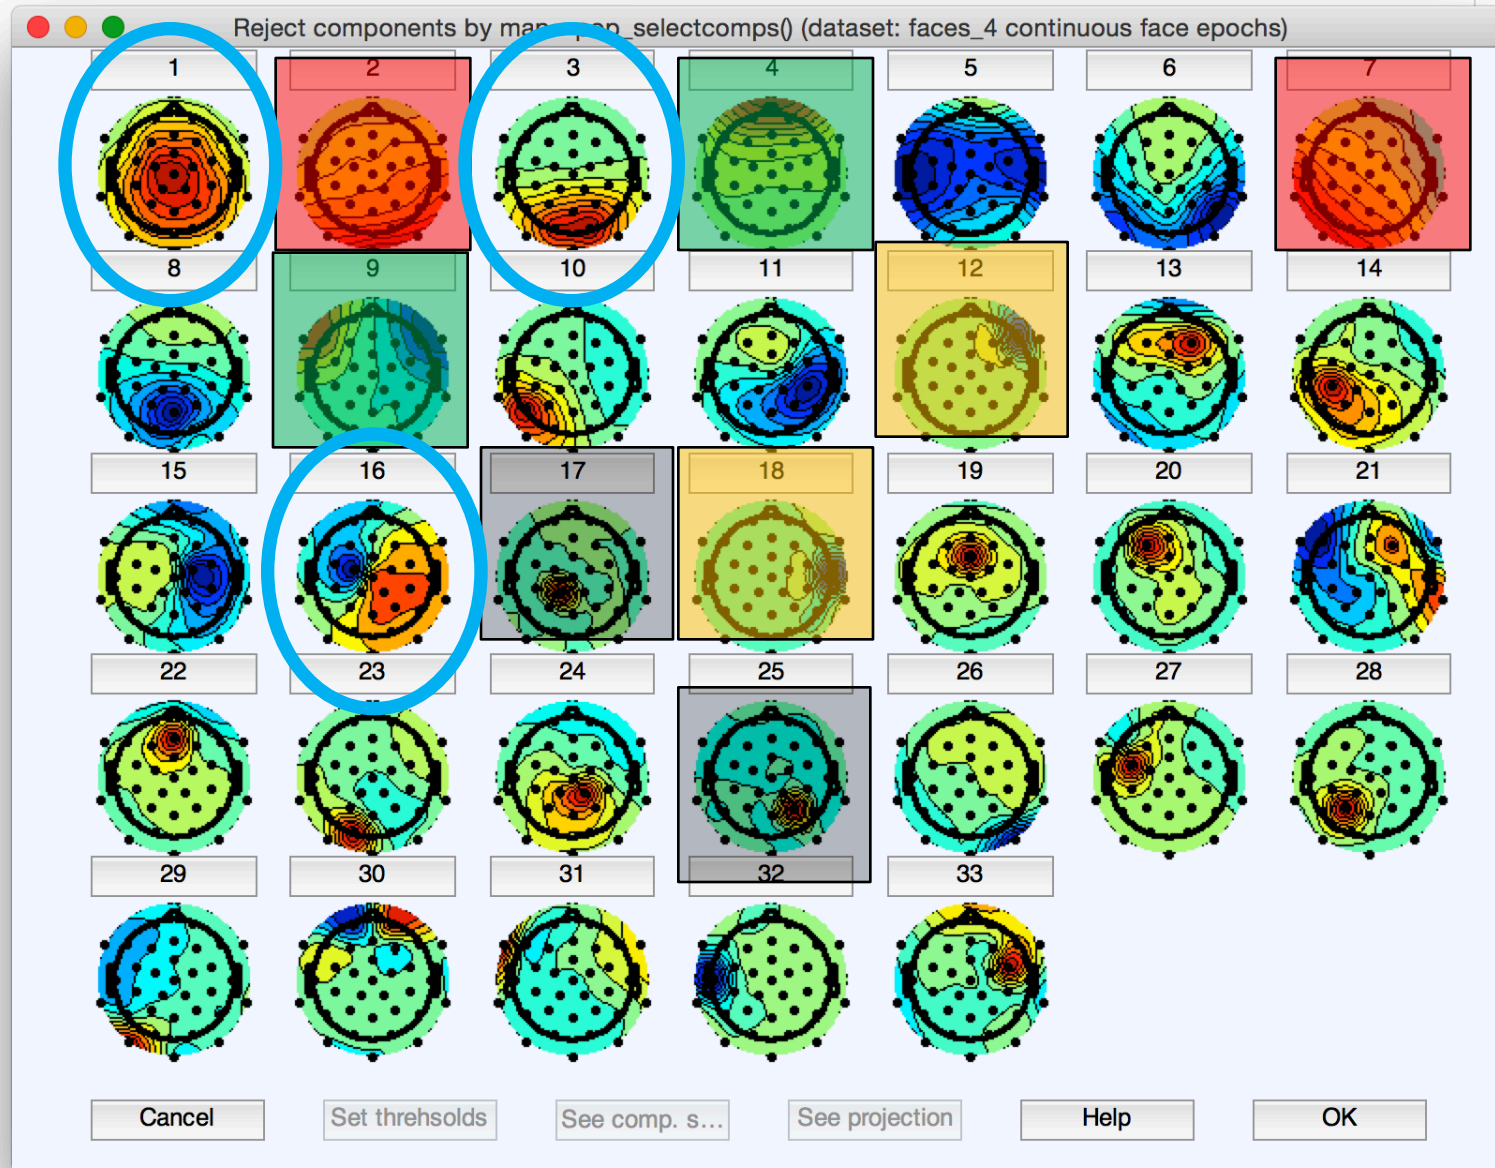 Reject components by map - pop_selectcomps() (dataset: faces_4 continuous face epochs)
1 2 3 4 5 6 7
8 9 10 11 12 13 14
15 16 17 18 19 20 21
22 23 24 25 26 27 28
29 30 31 32 33
Cancel Set threhsolds See comp. s... See projection Help OK